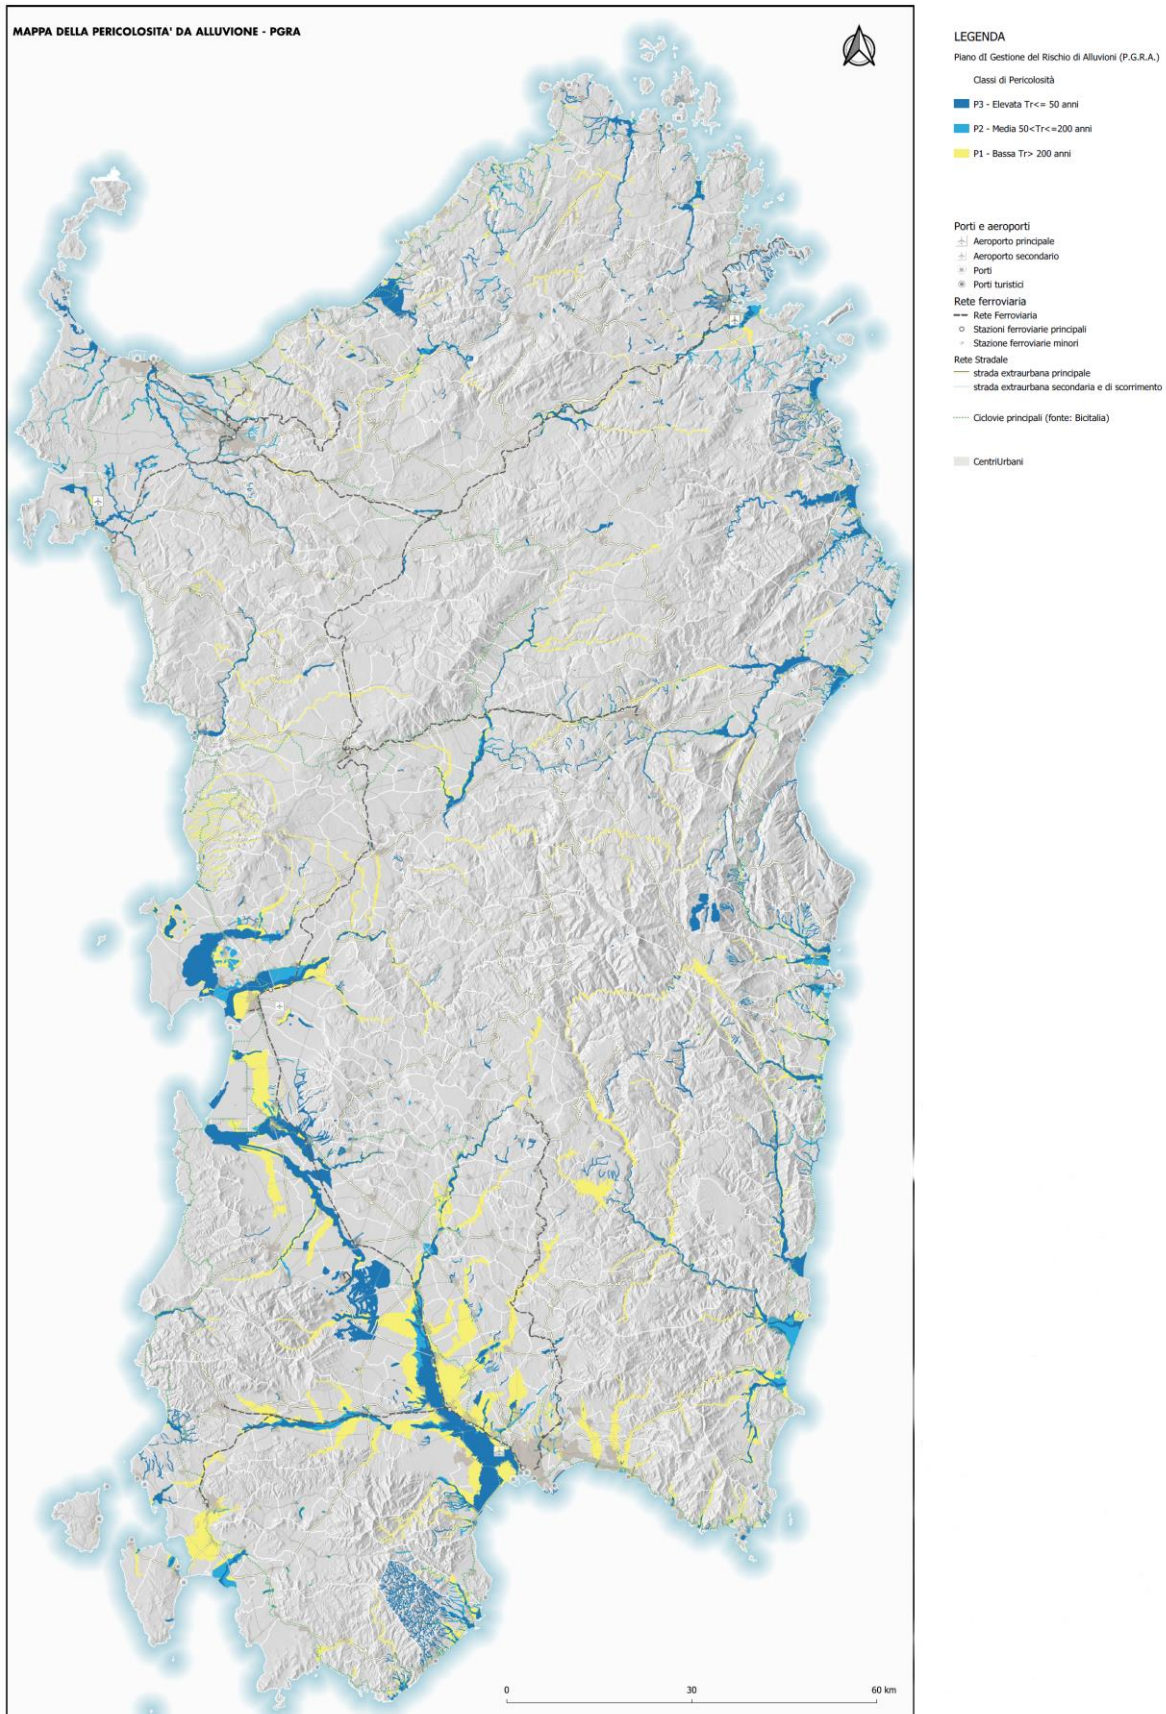 MAPPA DELLA PERICOLOSITA' DA ALLUVIONE - PGRA
LEGENDA
Piano dI Gestione del Rischio di Alluvioni (P.G.R.A.)
Classi di Pericolosità
P3 - Elevata Tr<= 50 anni
P2 - Media 50<Tr<=200 anni
P1 - Bassa Tr> 200 anni
Porti e aeroporti
Aeroporto principale
Aeroporto secondario
Porti
Porti turistici
Rete ferroviaria
Rete Ferroviaria
Stazioni ferroviarie principali
Stazione ferroviarie minori
Rete Stradale
strada extraurbana principale
strada extraurbana secondaria e di scorrimento
Ciclovie principali (fonte: Bicitalia)
CentriUrbani
0 30 60 km